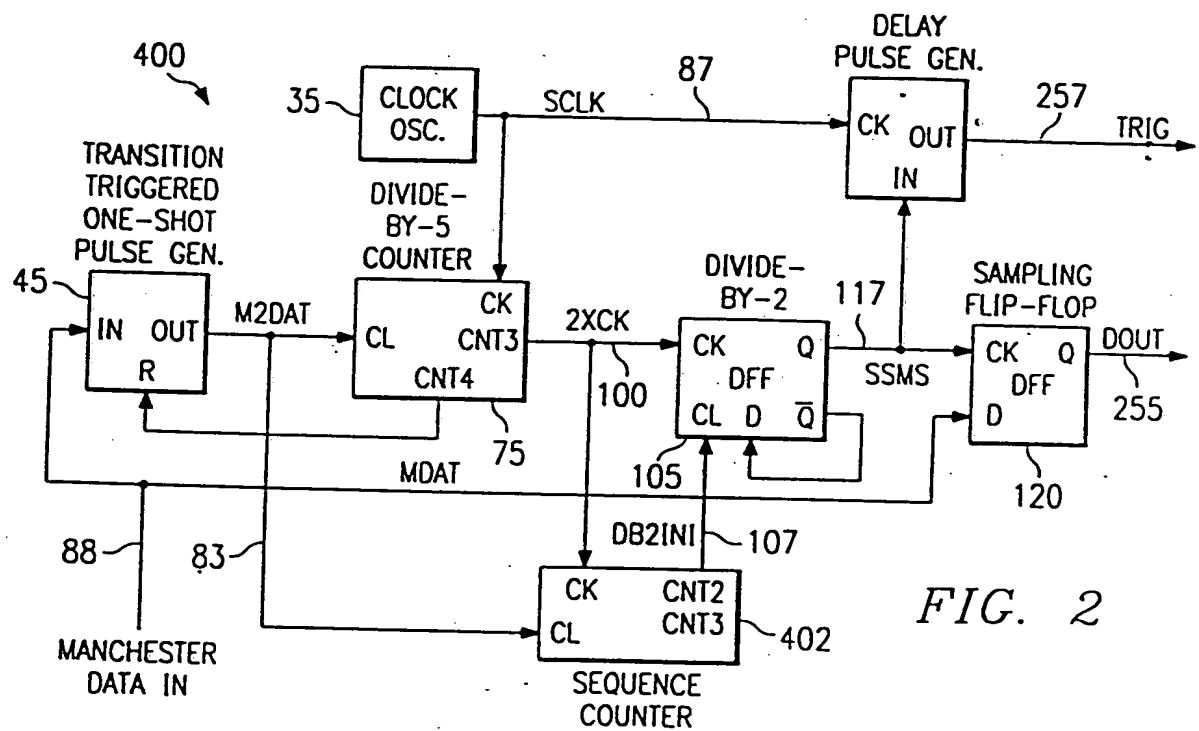 400
35
CLOCK
OSC.
SCLK
87
DELAY
PULSE GEN.
CK
OUT
IN
257
TRIG
TRANSITION
TRIGGERED
ONE-SHOT
PULSE GEN.
45
IN OUT
R
M2DAT
DIVIDE-
BY-5
COUNTER
CK
CL
CNT3
CNT4
75
2XCK
100
DIVIDE-
BY-2
CK Q
DFF
CL D Q̅
105
117
SSMS
SAMPLING
FLIP-FLOP
CK Q
DFF
D
120
DOUT
255
MDAT
88
83
DB2INI
107
CK CNT2
CNT3
CL
402
SEQUENCE
COUNTER
MANCHESTER
DATA IN
FIG. 2